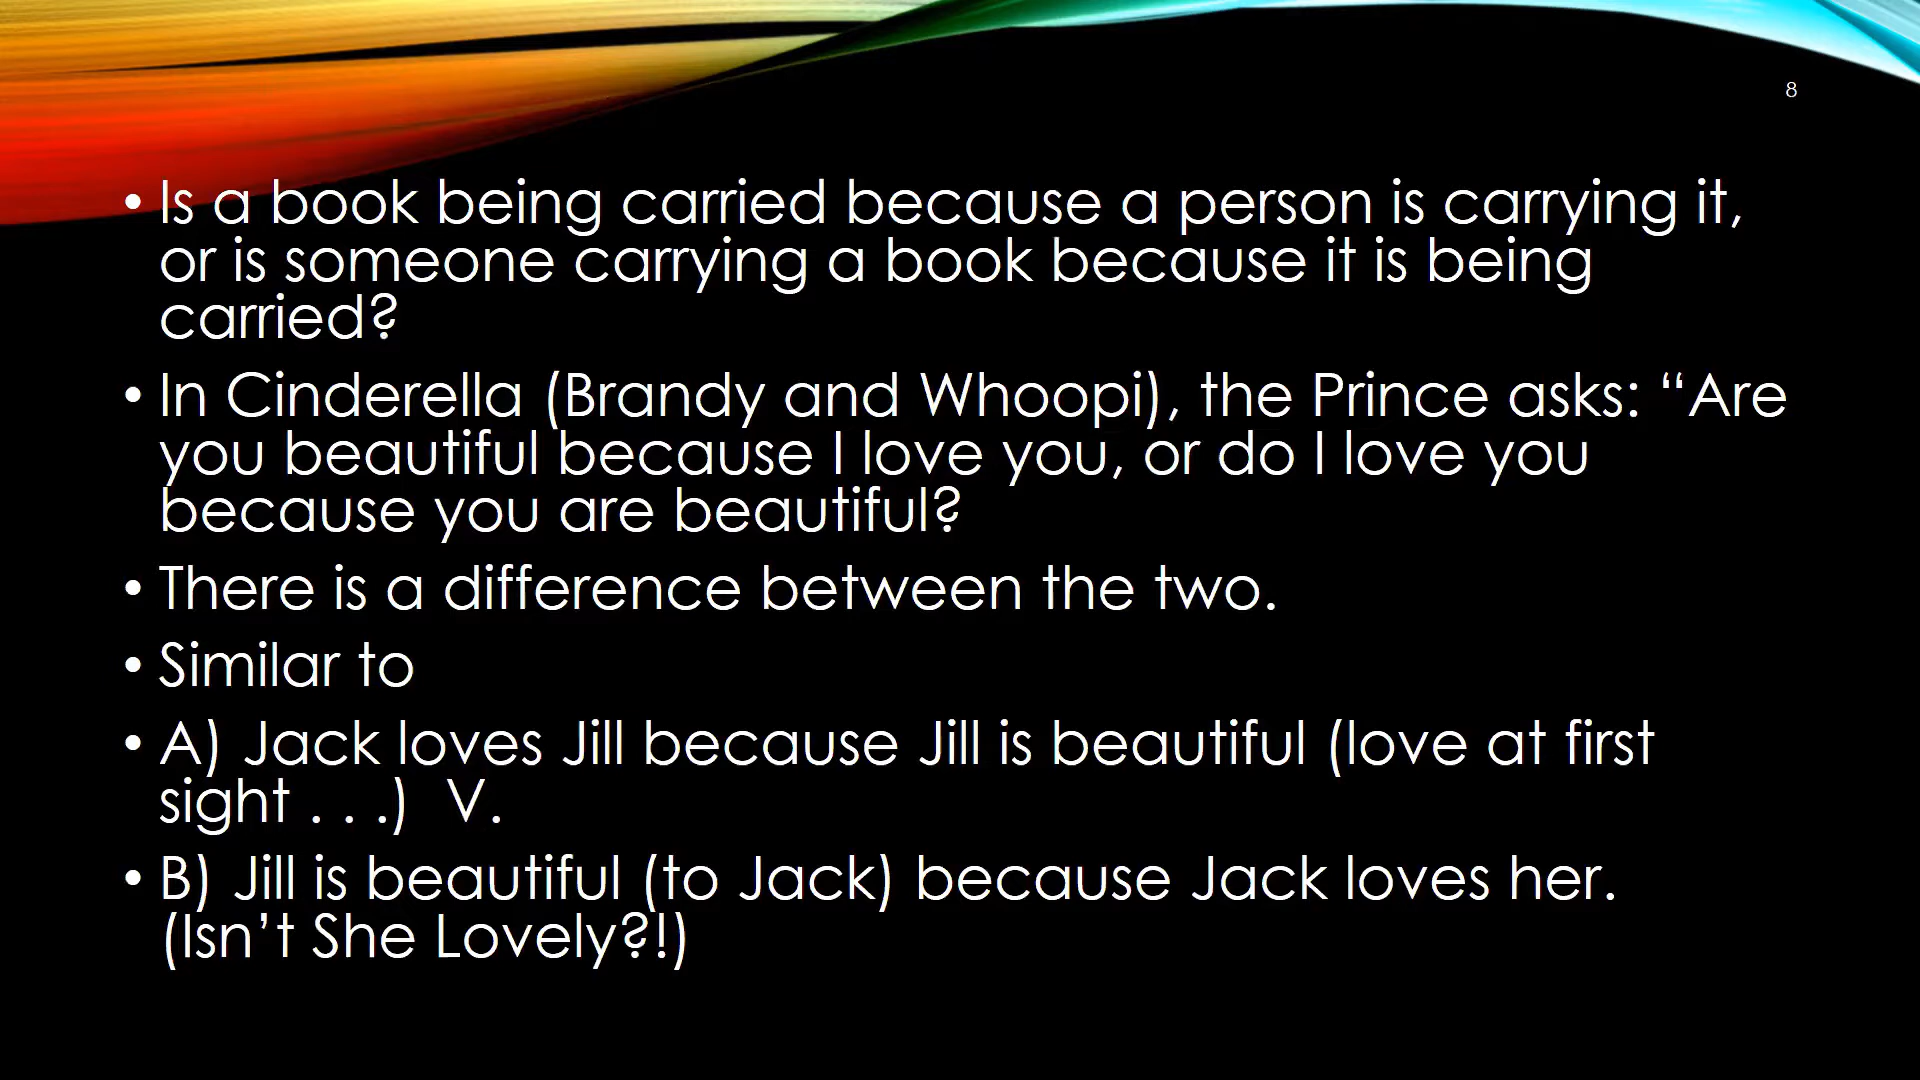 8
• Is a book being carried because a person is carrying it,
or is someone carrying a book because it is being
carried?
• In Cinderella (Brandy and Whoopi), the Prince asks: “Are
you beautiful because I love you, or do I love you
because you are beautiful?
• There is a difference between the two.
• Similar to
• A) Jack loves Jill because Jill is beautiful (love at first
sight . . .)  V.
• B) Jill is beautiful (to Jack) because Jack loves her.
(Isn’t She Lovely?!)